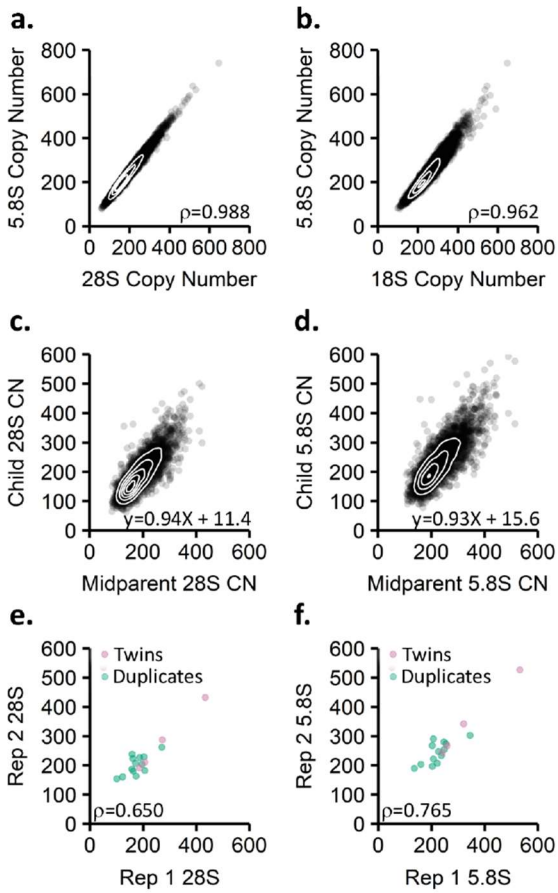 a.
800
600
400
200
0
5.8S Copy Number
ρ=0.988
0 200 400 600 800
28S Copy Number
b.
800
600
400
200
0
5.8S Copy Number
ρ=0.962
0 200 400 600 800
18S Copy Number
c.
600
500
400
300
200
100
0
Child 28S CN
y=0.94X + 11.4
0 200 400 600
Midparent 28S CN
d.
600
500
400
300
200
100
0
Child 5.8S CN
y=0.93X + 15.6
0 200 400 600
Midparent 5.8S CN
e.
600
500
400
300
200
100
0
Rep 2 28S
Twins
Duplicates
ρ=0.650
0 200 400 600
Rep 1 28S
f.
600
500
400
300
200
100
0
Rep 2 5.8S
Twins
Duplicates
ρ=0.765
0 200 400 600
Rep 1 5.8S